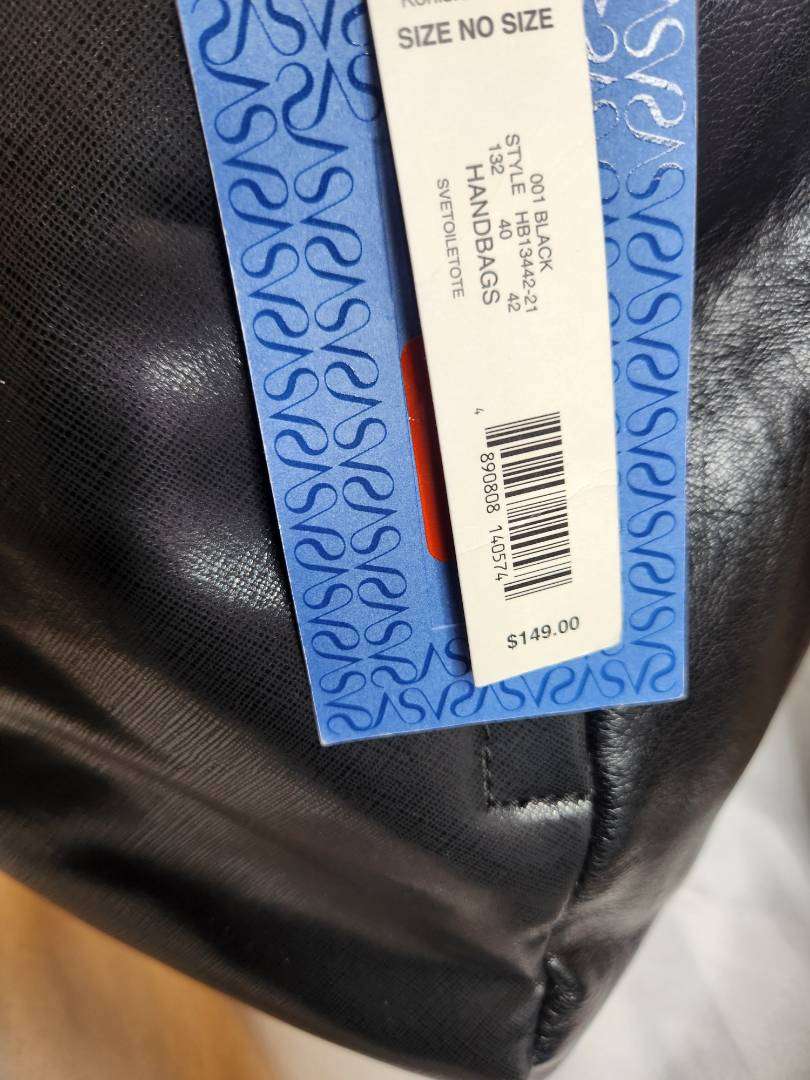 SIZE NO SIZE
001 BLACK
STYLE HB13442-21
132 40 42
HANDBAGS
SVETOILETOTE
4 890808 140574
$149.00